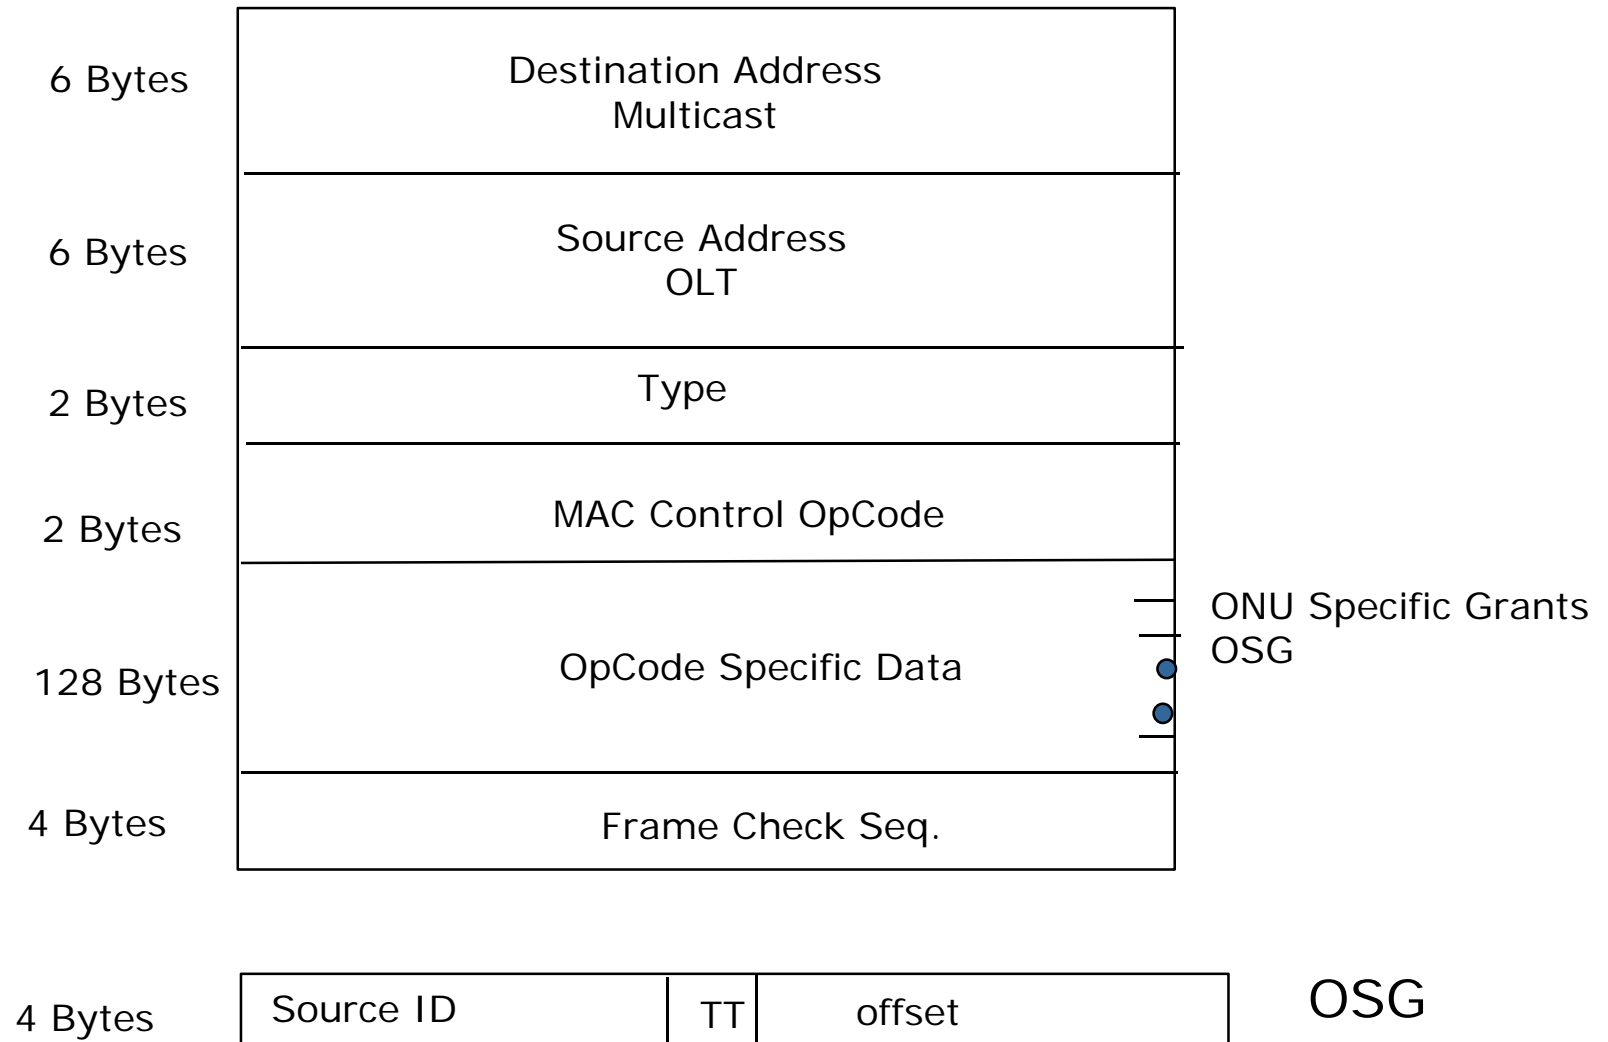 6 Bytes
Destination Address
Multicast
6 Bytes
Source Address
OLT
2 Bytes
Type
2 Bytes
MAC Control OpCode
ONU Specific Grants
OSG
128 Bytes
OpCode Specific Data
4 Bytes
Frame Check Seq.
4 Bytes
Source ID
TT
offset
OSG